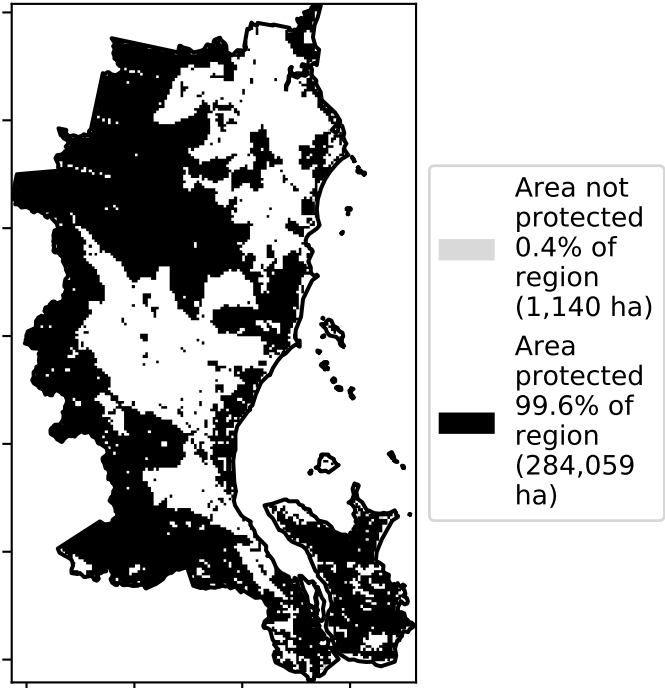 Area not
protected
0.4% of
region
(1,140 ha)
Area
protected
99.6% of
region
(284,059
ha)